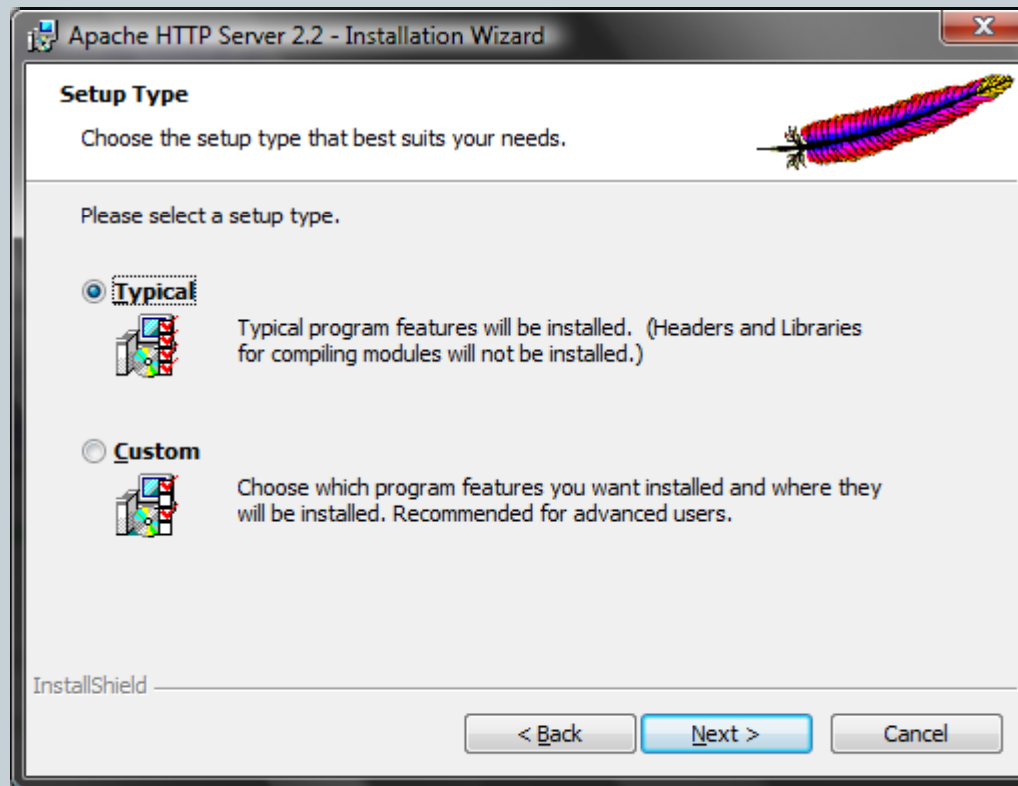 Apache HTTP Server 2.2 - Installation Wizard
Setup Type
Choose the setup type that best suits your needs.
Please select a setup type.
Typical
Typical program features will be installed.  (Headers and Libraries
for compiling modules will not be installed.)
Custom
Choose which program features you want installed and where they
will be installed. Recommended for advanced users.
InstallShield
< Back
Next >
Cancel